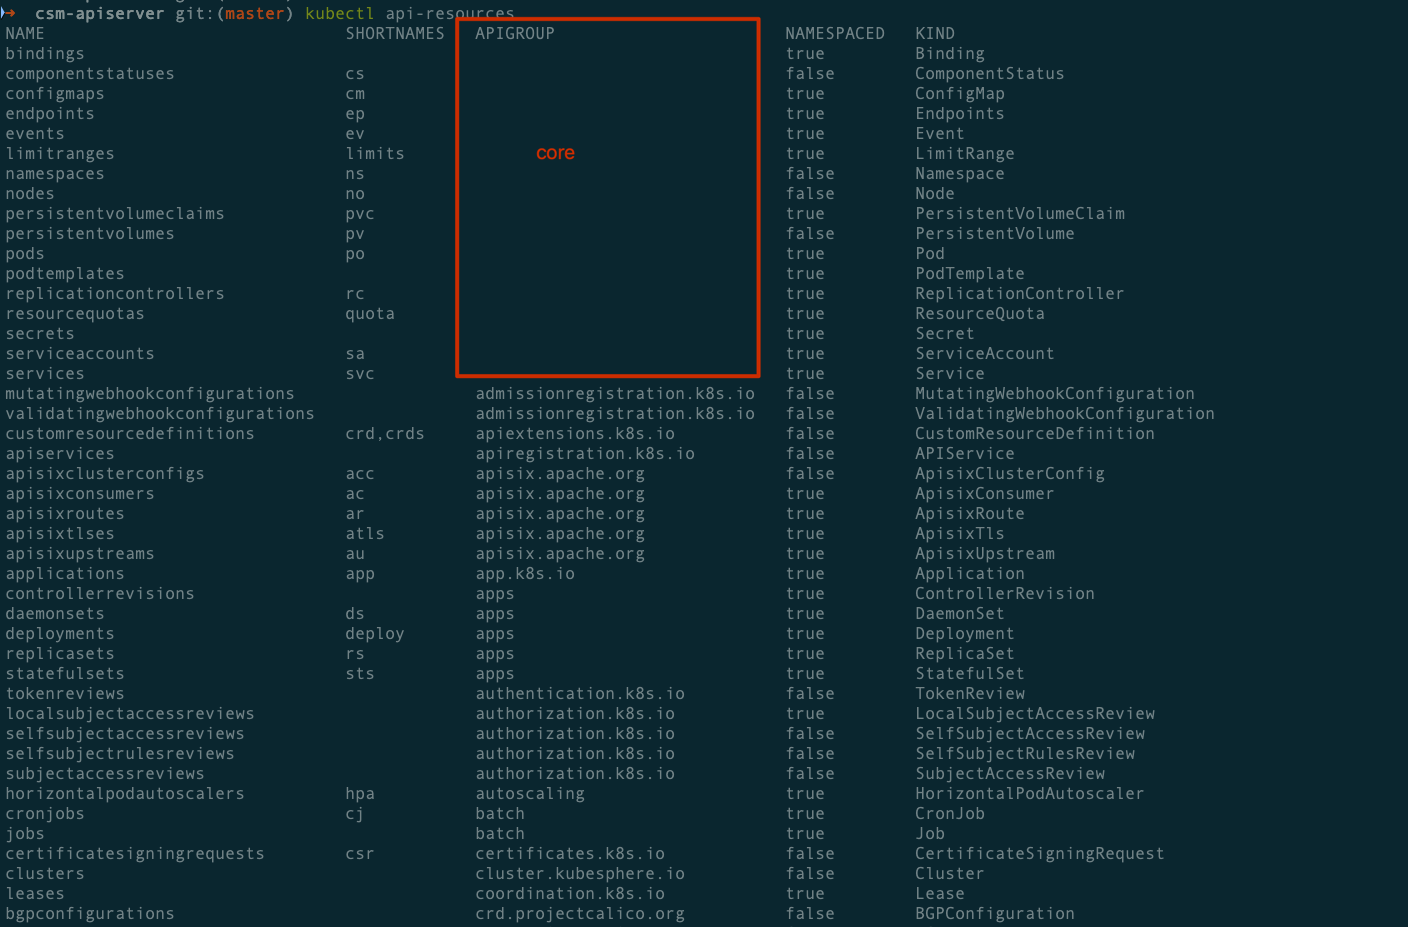 ➜ csm-apiserver git:(master) kubectl api-resources
NAME SHORTNAMES APIGROUP NAMESPACED KIND
bindings true Binding
componentstatuses cs false ComponentStatus
configmaps cm true ConfigMap
endpoints ep true Endpoints
events ev true Event
limitranges limits core true LimitRange
namespaces ns false Namespace
nodes no false Node
persistentvolumeclaims pvc true PersistentVolumeClaim
persistentvolumes pv false PersistentVolume
pods po true Pod
podtemplates true PodTemplate
replicationcontrollers rc true ReplicationController
resourcequotas quota true ResourceQuota
secrets true Secret
serviceaccounts sa true ServiceAccount
services svc true Service
mutatingwebhookconfigurations admissionregistration.k8s.io false MutatingWebhookConfiguration
validatingwebhookconfigurations admissionregistration.k8s.io false ValidatingWebhookConfiguration
customresourcedefinitions crd,crds apiextensions.k8s.io false CustomResourceDefinition
apiservices apiregistration.k8s.io false APIService
apisixclusterconfigs acc apisix.apache.org false ApisixClusterConfig
apisixconsumers ac apisix.apache.org true ApisixConsumer
apisixroutes ar apisix.apache.org true ApisixRoute
apisixtlses atls apisix.apache.org true ApisixTls
apisixupstreams au apisix.apache.org true ApisixUpstream
applications app app.k8s.io true Application
controllerrevisions apps true ControllerRevision
daemonsets ds apps true DaemonSet
deployments deploy apps true Deployment
replicasets rs apps true ReplicaSet
statefulsets sts apps true StatefulSet
tokenreviews authentication.k8s.io false TokenReview
localsubjectaccessreviews authorization.k8s.io true LocalSubjectAccessReview
selfsubjectaccessreviews authorization.k8s.io false SelfSubjectAccessReview
selfsubjectrulesreviews authorization.k8s.io false SelfSubjectRulesReview
subjectaccessreviews authorization.k8s.io false SubjectAccessReview
horizontalpodautoscalers hpa autoscaling true HorizontalPodAutoscaler
cronjobs cj batch true CronJob
jobs batch true Job
certificatesigningrequests csr certificates.k8s.io false CertificateSigningRequest
clusters cluster.kubesphere.io false Cluster
leases coordination.k8s.io true Lease
bgpconfigurations crd.projectcalico.org false BGPConfiguration